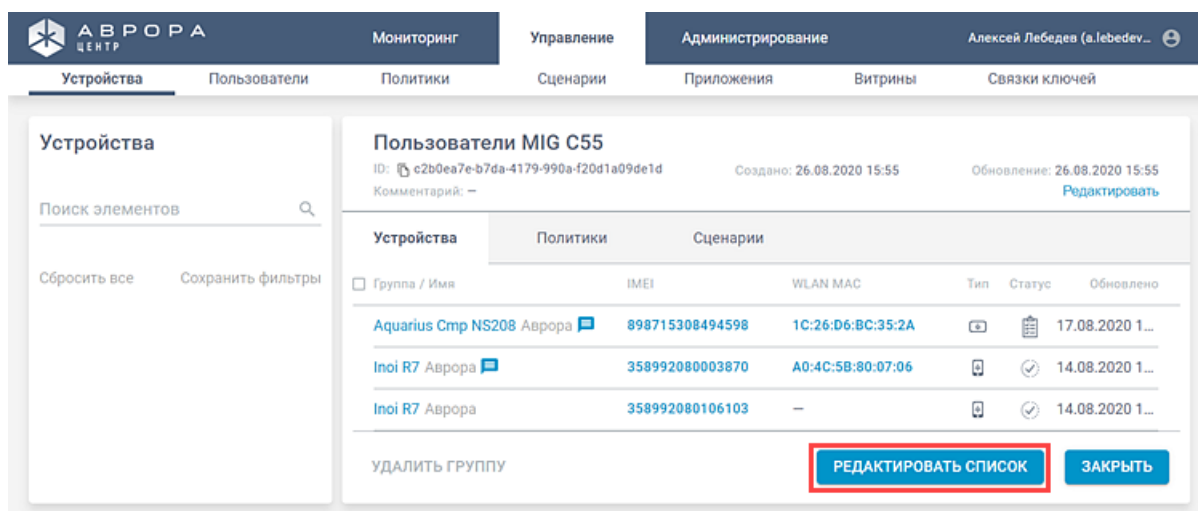 АВРОРА
ЦЕНТР
Мониторинг Управление Администрирование Алексей Лебедев (a.lebedev...
Устройства Пользователи Политики Сценарии Приложения Витрины Связки ключей
Устройства
Поиск элементов
Сбросить все Сохранить фильтры
Пользователи MIG C55
ID: c2b0ea7e-b7da-4179-990a-f20d1a09de1d Создано: 26.08.2020 15:55 Обновление: 26.08.2020 15:55
Комментарий: — Редактировать
Устройства Политики Сценарии
Группа / Имя IMEI WLAN MAC Тип Статус Обновлено
Aquarius Cmp NS208 Аврора 898715308494598 1C:26:D6:BC:35:2A 17.08.2020 1...
Inoi R7 Аврора 358992080003870 A0:4C:5B:80:07:06 14.08.2020 1...
Inoi R7 Аврора 358992080106103 — 14.08.2020 1...
УДАЛИТЬ ГРУППУ РЕДАКТИРОВАТЬ СПИСОК ЗАКРЫТЬ